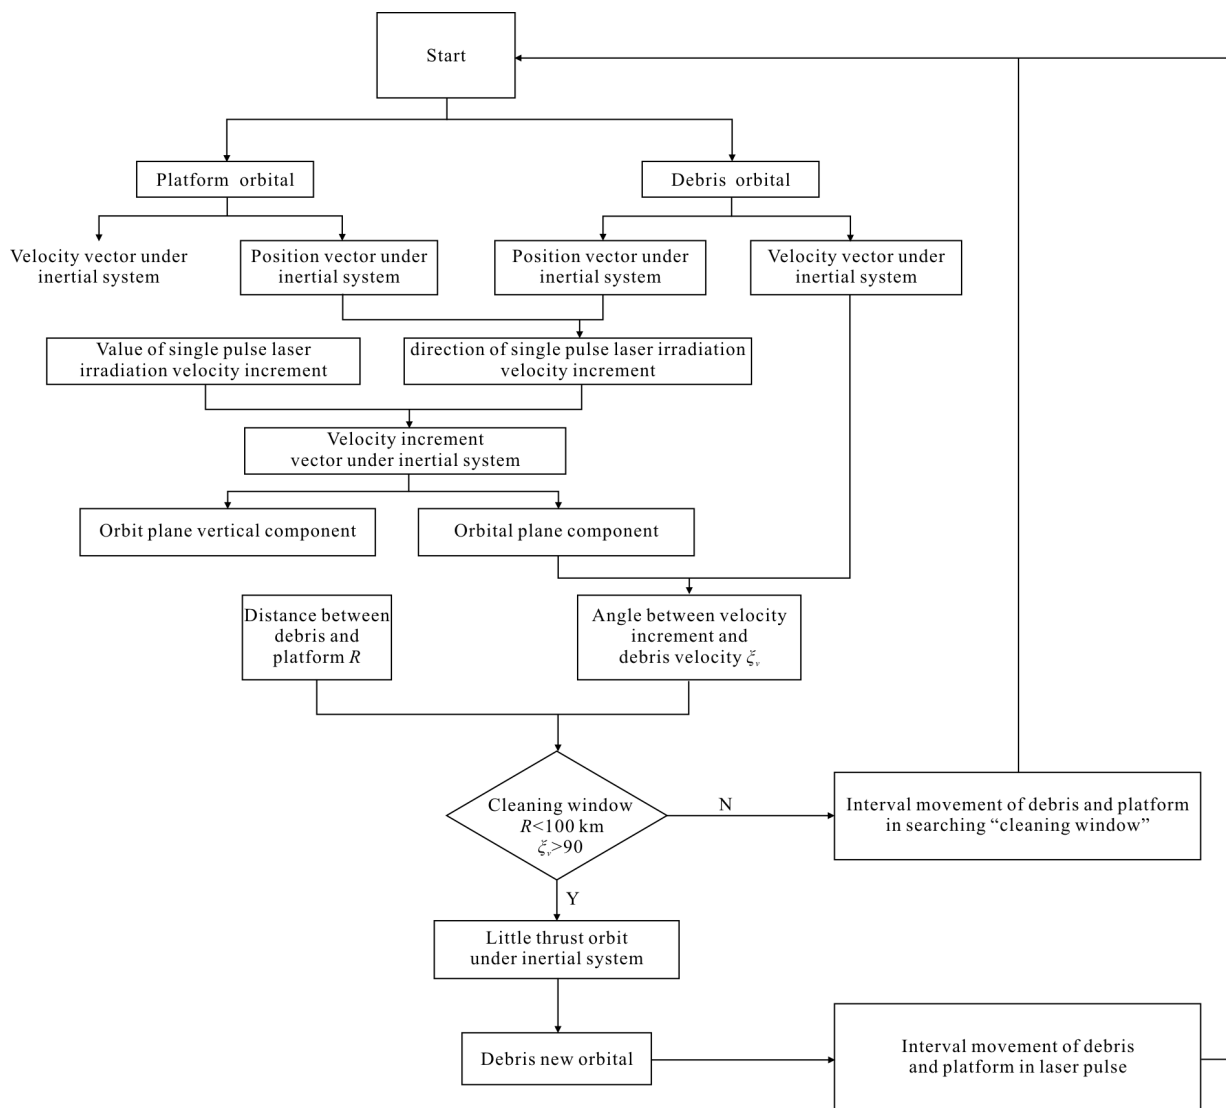 Start
Platform orbital
Debris orbital
Velocity vector under
inertial system
Position vector under
inertial system
Position vector under
inertial system
Velocity vector under
inertial system
Value of single pulse laser
irradiation velocity increment
direction of single pulse laser irradiation
velocity increment
Velocity increment
vector under inertial system
Orbit plane vertical component
Orbital plane component
Distance between
debris and
platform R
Angle between velocity
increment and
debris velocity ξᵥ
Cleaning window
R<100 km
ξᵥ>90
N
Interval movement of debris and platform
in searching “cleaning window”
Y
Little thrust orbit
under inertial system
Debris new orbital
Interval movement of debris
and platform in laser pulse